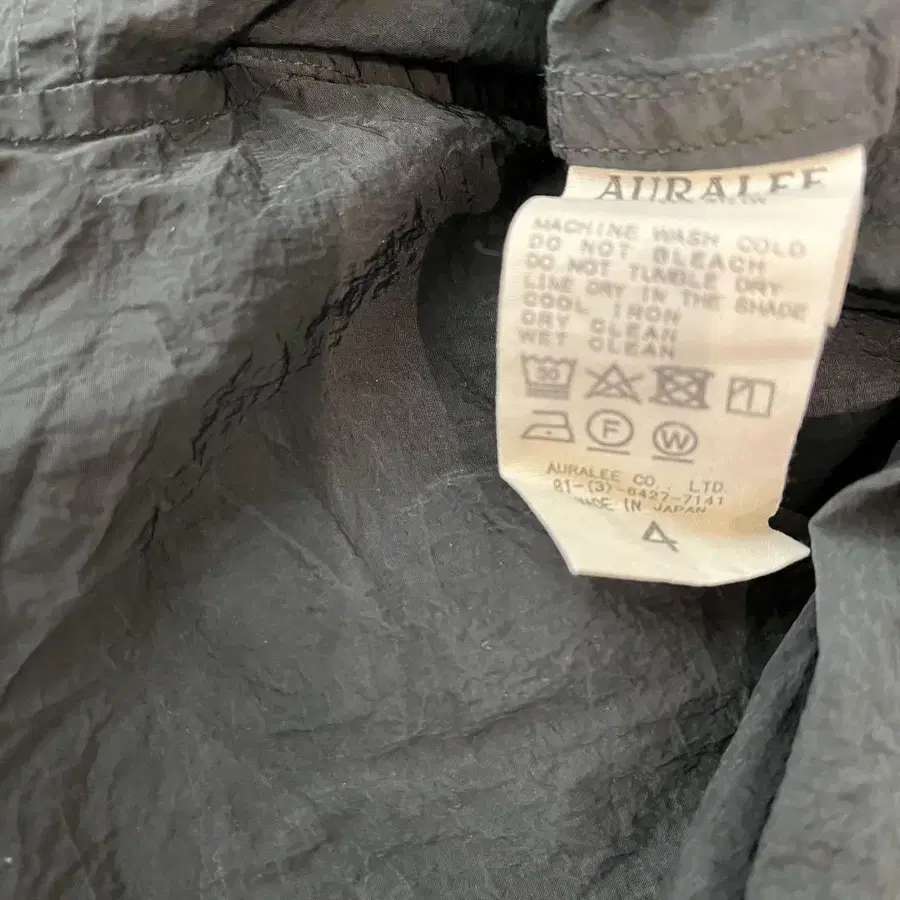 AURALEE
MACHINE WASH COLD
DO NOT BLEACH
DO NOT TUMBLE DRY
LINE DRY IN THE SHADE
COOL IRON
DRY CLEAN
WET CLEAN
30
F W
AURALEE CO., LTD.
81-(3)-6427-7141
MADE IN JAPAN
4